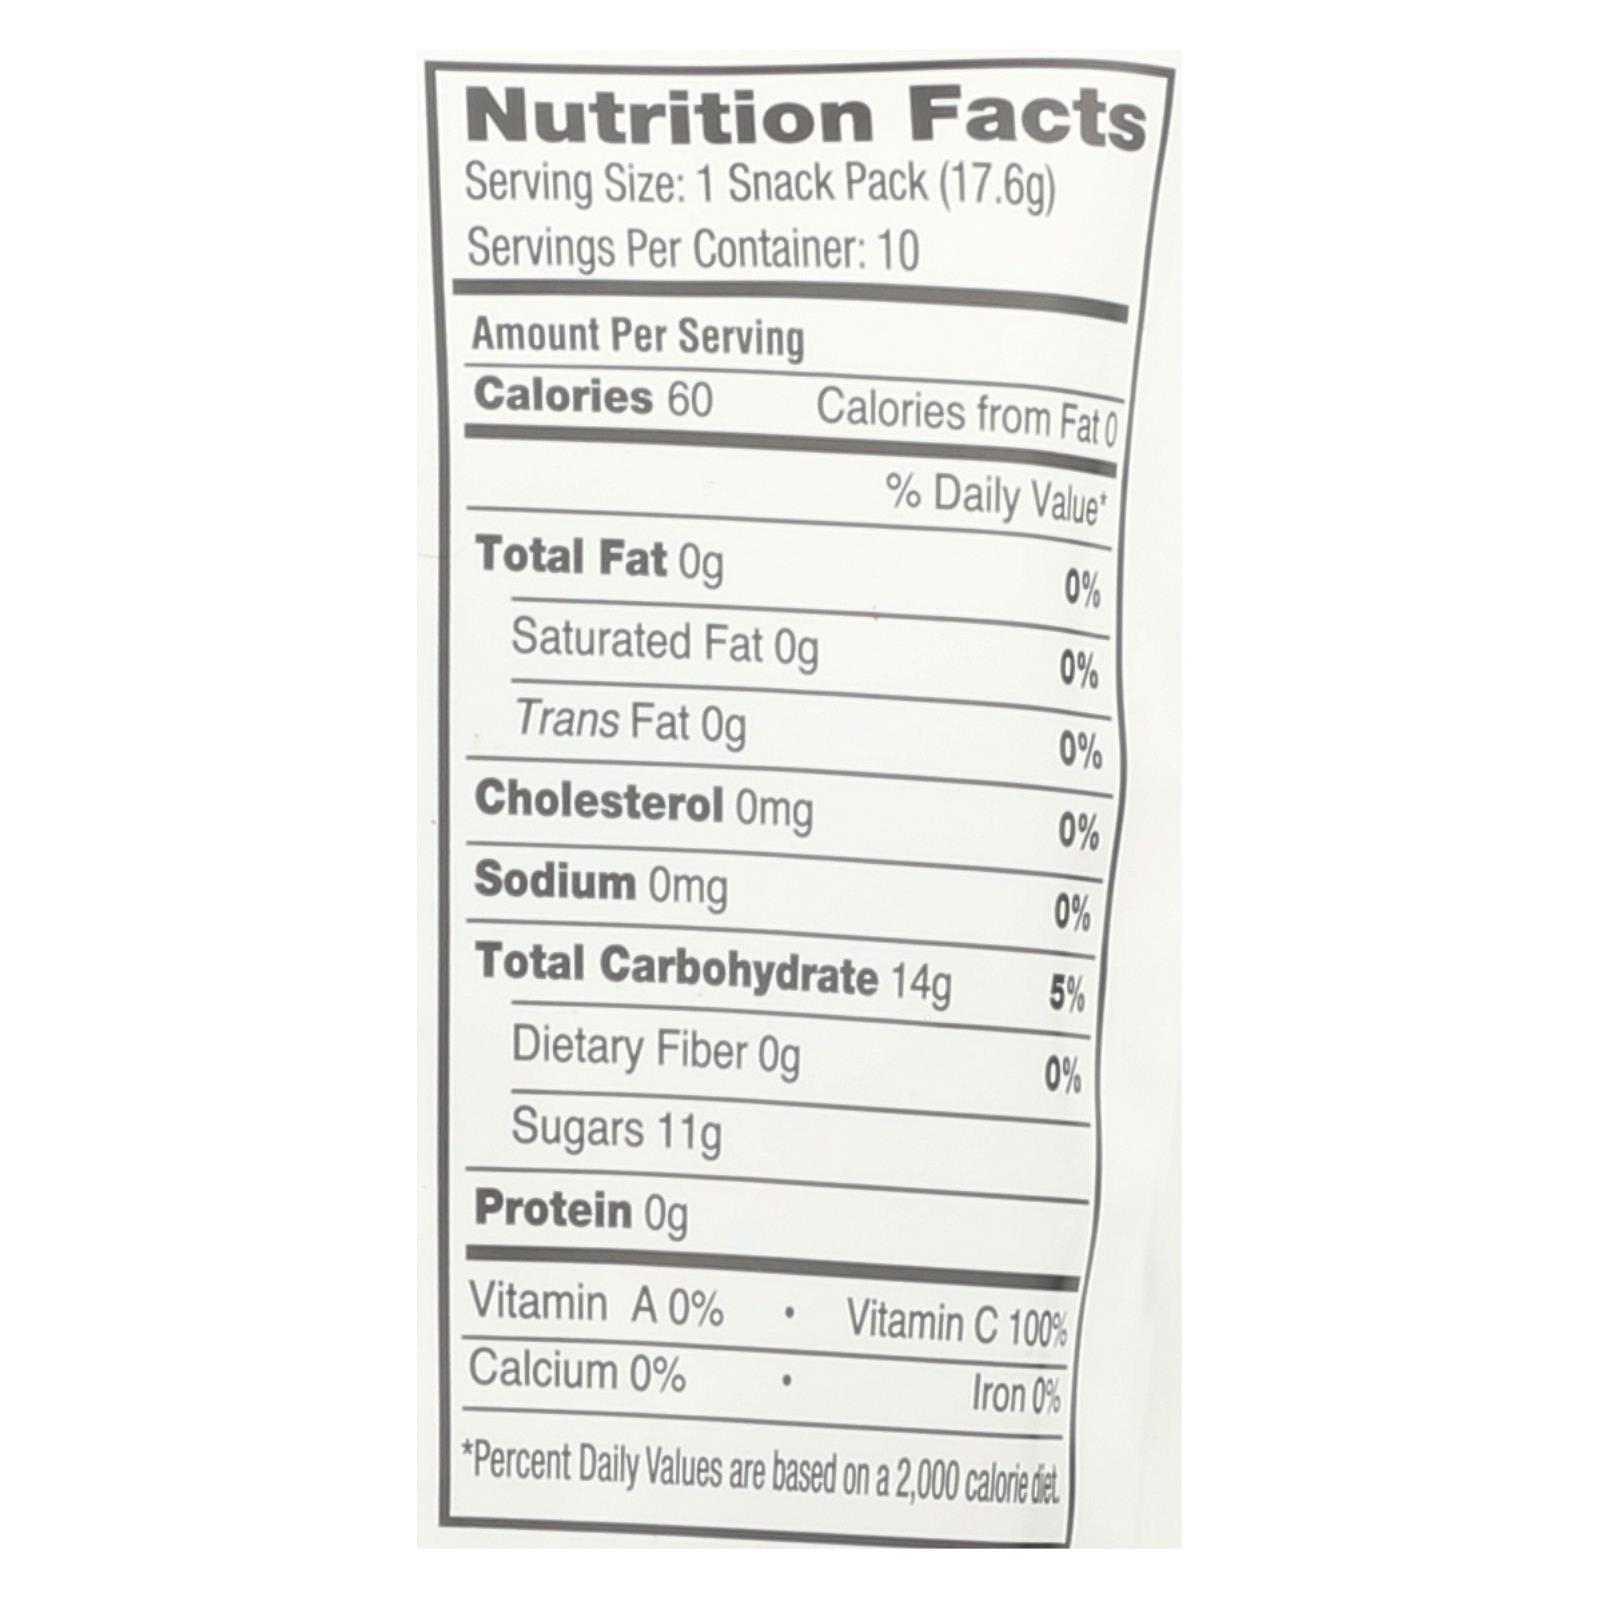 Nutrition Facts
Serving Size: 1 Snack Pack (17.6g)
Servings Per Container: 10
Amount Per Serving
Calories 60 Calories from Fat 0
% Daily Value*
Total Fat 0g 0%
Saturated Fat 0g 0%
Trans Fat 0g 0%
Cholesterol 0mg 0%
Sodium 0mg 0%
Total Carbohydrate 14g 5%
Dietary Fiber 0g 0%
Sugars 11g
Protein 0g
Vitamin A 0% • Vitamin C 100%
Calcium 0% • Iron 0%
*Percent Daily Values are based on a 2,000 calorie diet.